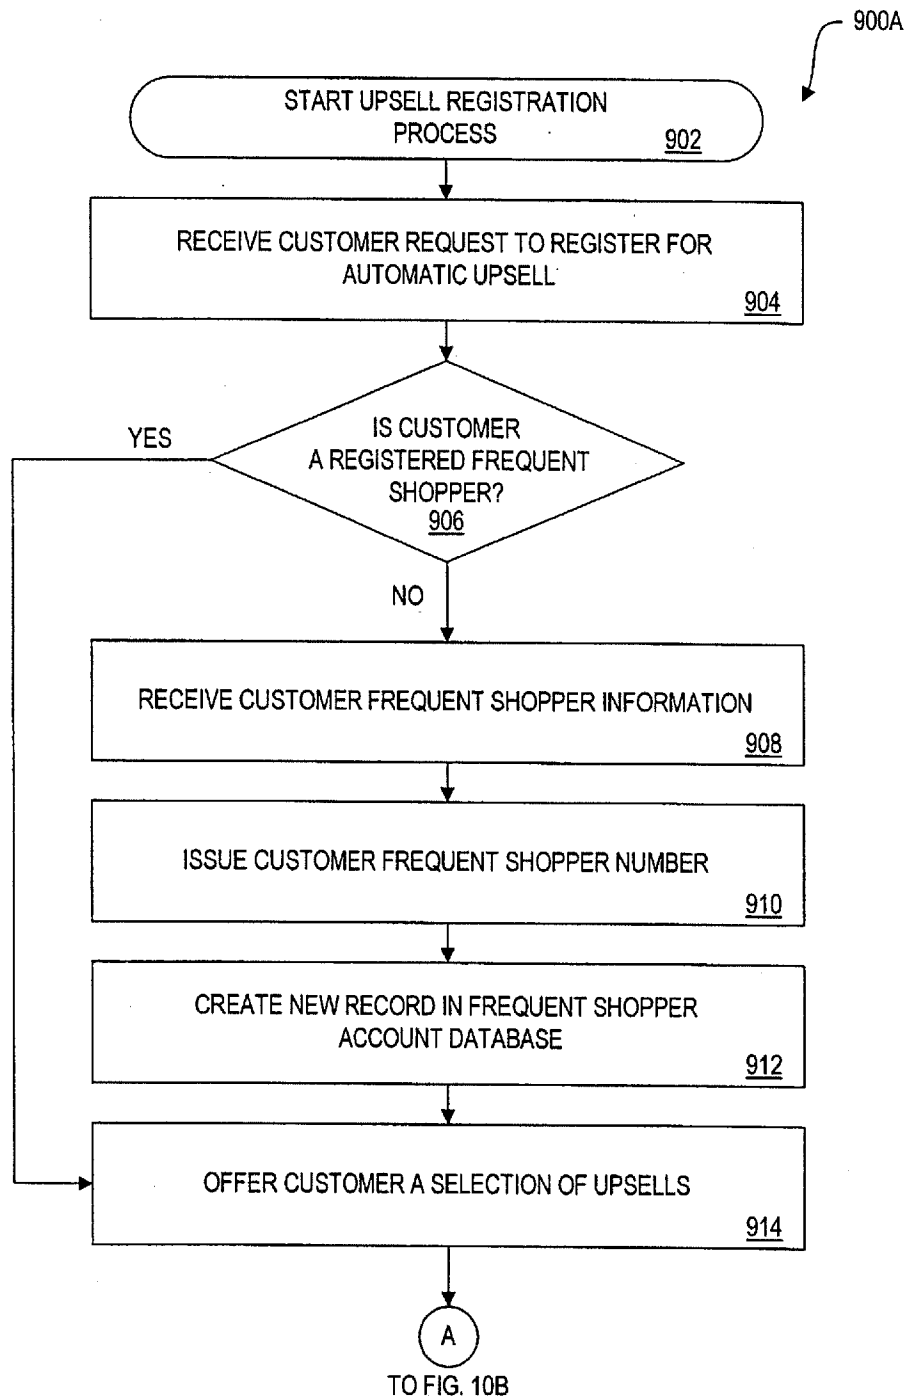 900A
START UPSELL REGISTRATION
PROCESS
902
RECEIVE CUSTOMER REQUEST TO REGISTER FOR
AUTOMATIC UPSELL
904
IS CUSTOMER
A REGISTERED FREQUENT
SHOPPER?
906
YES
NO
RECEIVE CUSTOMER FREQUENT SHOPPER INFORMATION
908
ISSUE CUSTOMER FREQUENT SHOPPER NUMBER
910
CREATE NEW RECORD IN FREQUENT SHOPPER
ACCOUNT DATABASE
912
OFFER CUSTOMER A SELECTION OF UPSELLS
914
A
TO FIG. 10B